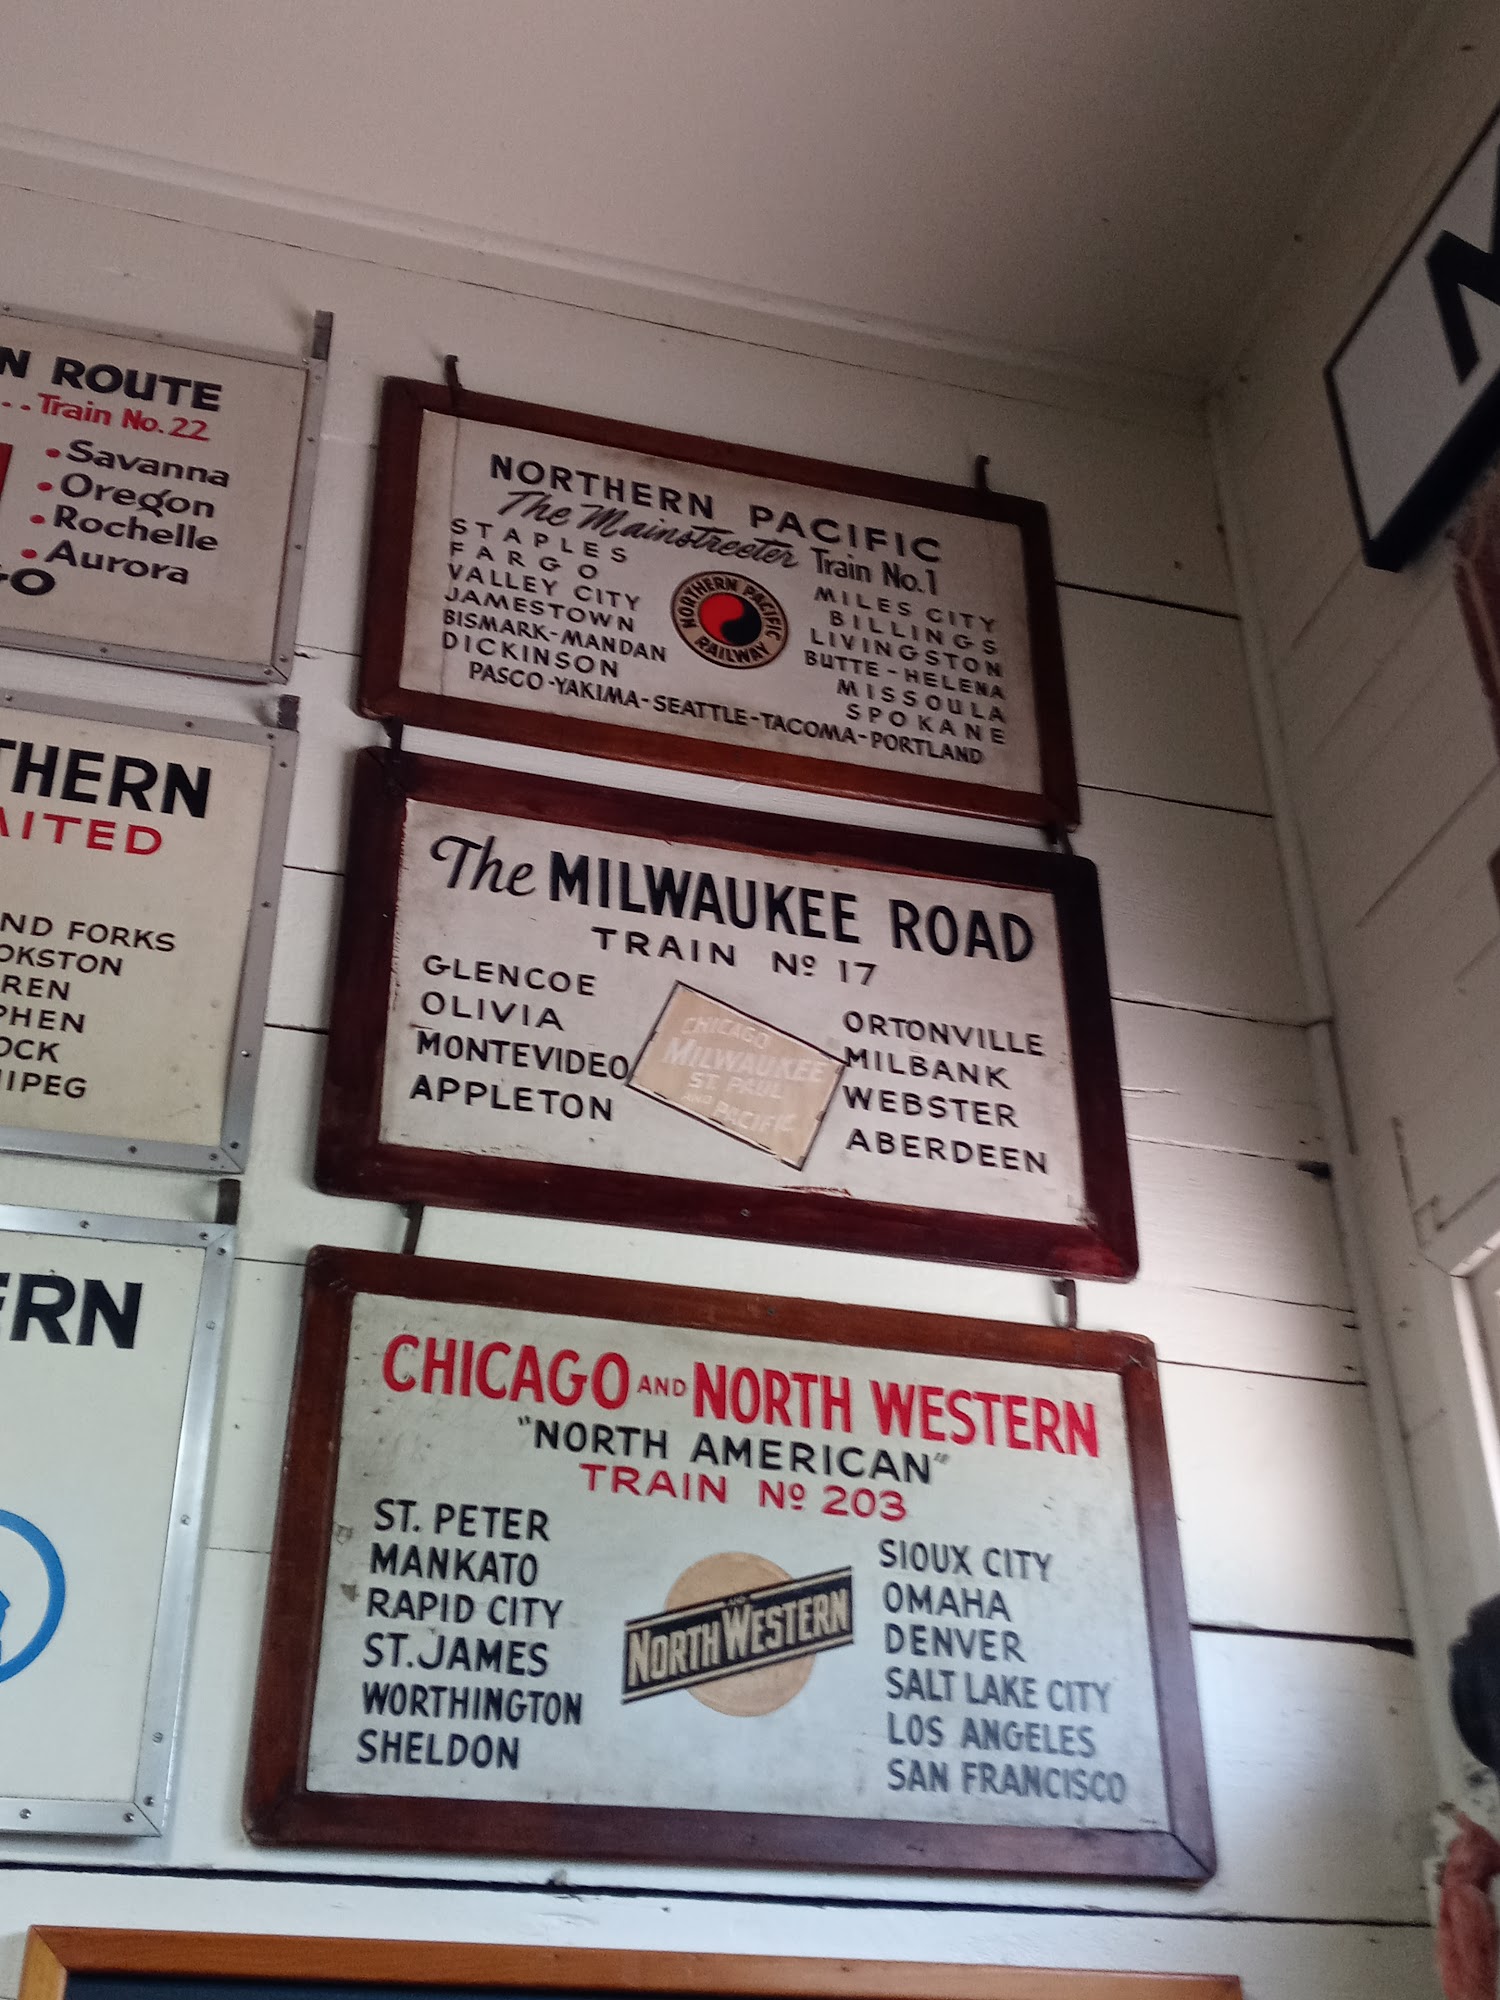 N ROUTE
..Train No. 22
• Savanna
• Oregon
• Rochelle
• Aurora
GO
THERN
MITED
ND FORKS
OKSTON
RREN
PHEN
OCK
NIPEG
ERN
NORTHERN PACIFIC
The Mainstreeter Train No. 1
STAPLES
FARGO
VALLEY CITY
JAMESTOWN
BISMARK-MANDAN
DICKINSON
NORTHERN PACIFIC
RAILWAY
MILES CITY
BILLINGS
LIVINGSTON
BUTTE-HELENA
MISSOULA
SPOKANE
PASCO-YAKIMA-SEATTLE-TACOMA-PORTLAND
The MILWAUKEE ROAD
TRAIN Nº 17
GLENCOE
OLIVIA
MONTEVIDEO
APPLETON
CHICAGO
MILWAUKEE
ST. PAUL
AND PACIFIC
ORTONVILLE
MILBANK
WEBSTER
ABERDEEN
CHICAGO AND NORTH WESTERN
"NORTH AMERICAN"
TRAIN Nº 203
ST. PETER
MANKATO
RAPID CITY
ST. JAMES
WORTHINGTON
SHELDON
NORTH WESTERN
SIOUX CITY
OMAHA
DENVER
SALT LAKE CITY
LOS ANGELES
SAN FRANCISCO